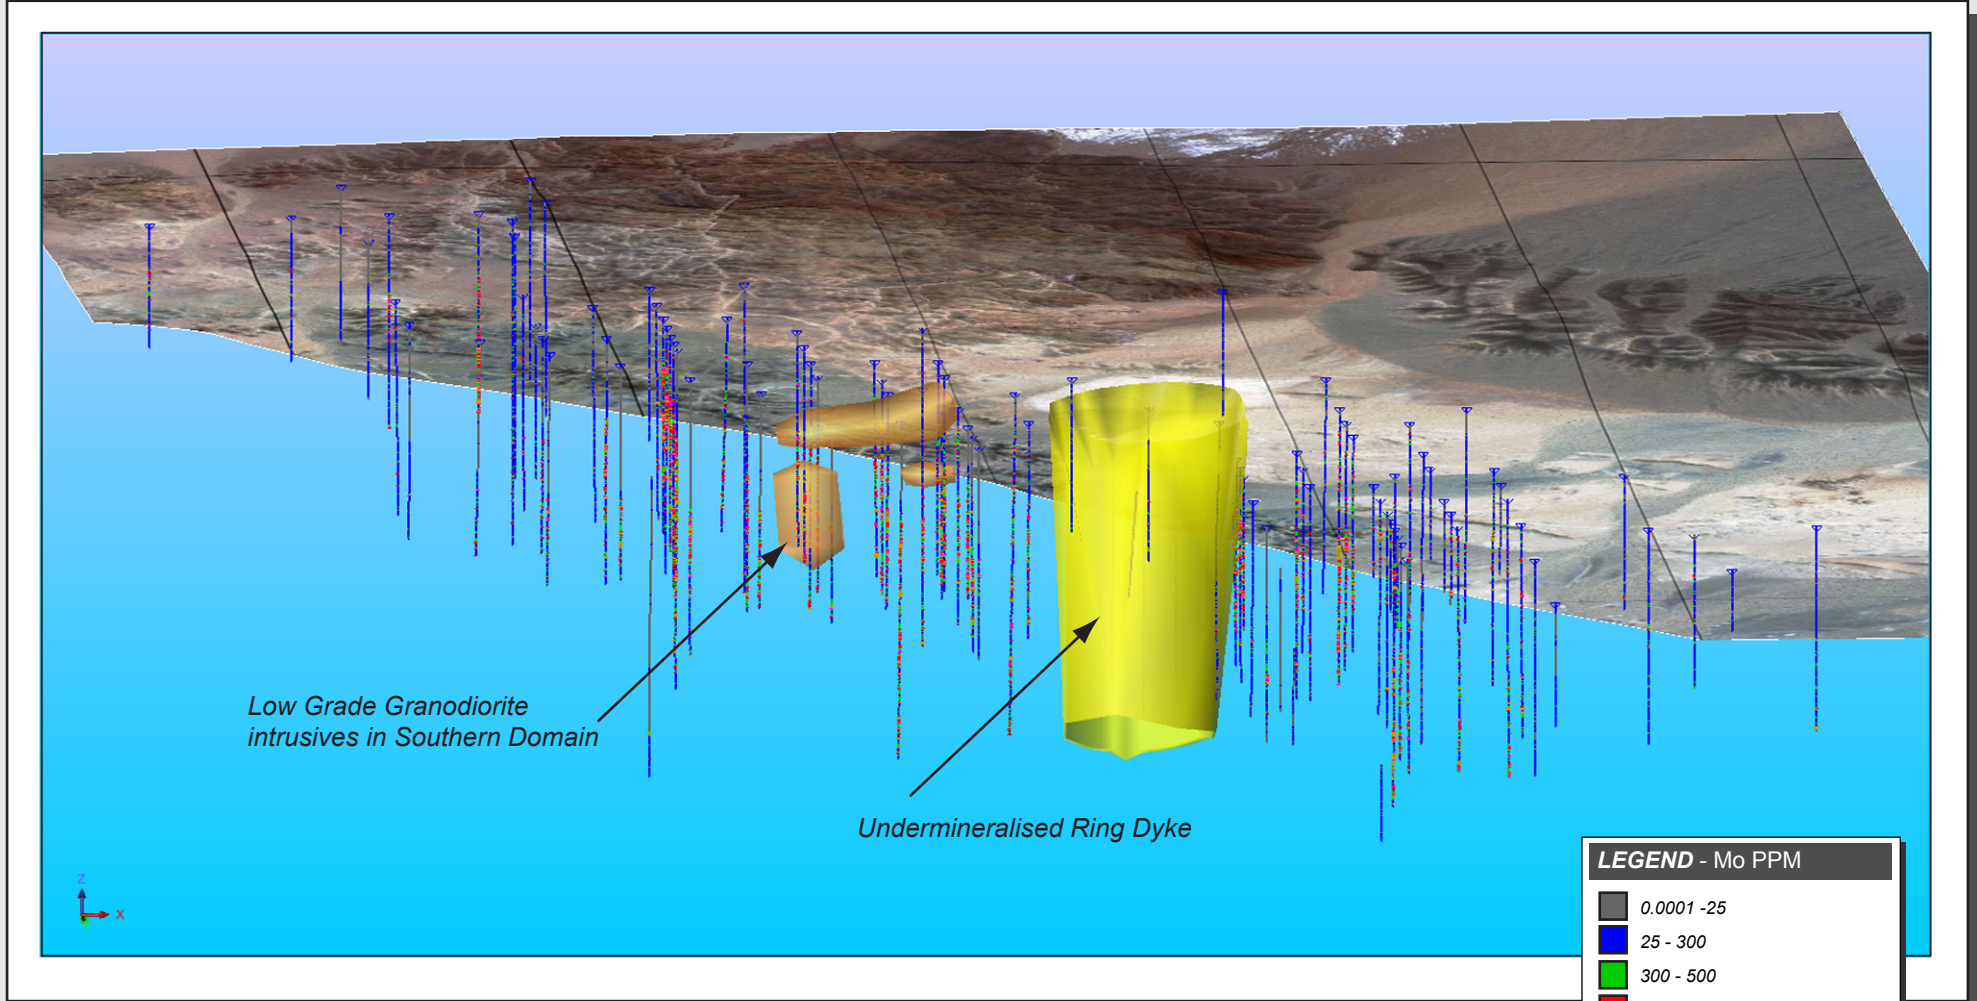 Low Grade Granodiorite
intrusives in Southern Domain
Undermineralised Ring Dyke
Z
X
LEGEND - Mo PPM
0.0001 -25
25 - 300
300 - 500